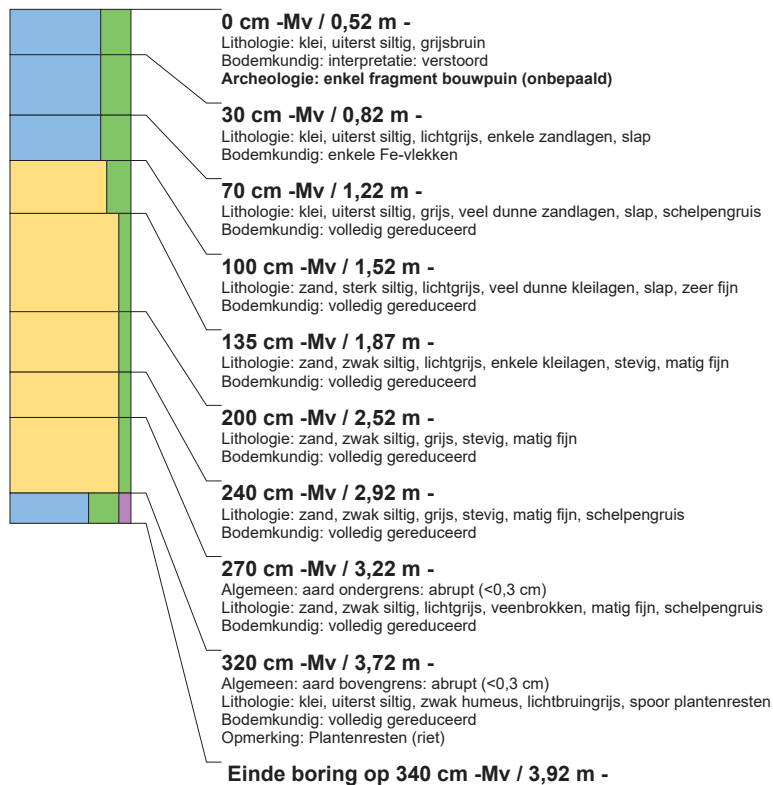 0 cm -Mv / 0,52 m -
Lithologie: klei, uiterst siltig, grijsbruin
Bodemkundig: interpretatie: verstoord
Archeologie: enkel fragment bouwpuin (onbepaald)
30 cm -Mv / 0,82 m -
Lithologie: klei, uiterst siltig, lichtgrijs, enkele zandlagen, slap
Bodemkundig: enkele Fe-vlekken
70 cm -Mv / 1,22 m -
Lithologie: klei, uiterst siltig, grijs, veel dunne zandlagen, slap, schelpengruis
Bodemkundig: volledig gereduceerd
100 cm -Mv / 1,52 m -
Lithologie: zand, sterk siltig, lichtgrijs, veel dunne kleilagen, slap, zeer fijn
Bodemkundig: volledig gereduceerd
135 cm -Mv / 1,87 m -
Lithologie: zand, zwak siltig, lichtgrijs, enkele kleilagen, stevig, matig fijn
Bodemkundig: volledig gereduceerd
200 cm -Mv / 2,52 m -
Lithologie: zand, zwak siltig, grijs, stevig, matig fijn
Bodemkundig: volledig gereduceerd
240 cm -Mv / 2,92 m -
Lithologie: zand, zwak siltig, grijs, stevig, matig fijn, schelpengruis
Bodemkundig: volledig gereduceerd
270 cm -Mv / 3,22 m -
Algemeen: aard ondergrens: abrupt (<0,3 cm)
Lithologie: zand, zwak siltig, lichtgrijs, veenbrokken, matig fijn, schelpengruis
Bodemkundig: volledig gereduceerd
320 cm -Mv / 3,72 m -
Algemeen: aard bovengrens: abrupt (<0,3 cm)
Lithologie: klei, uiterst siltig, zwak humeus, lichtbruingrijs, spoor plantenresten
Bodemkundig: volledig gereduceerd
Opmerking: Plantenresten (riet)
Einde boring op 340 cm -Mv / 3,92 m -